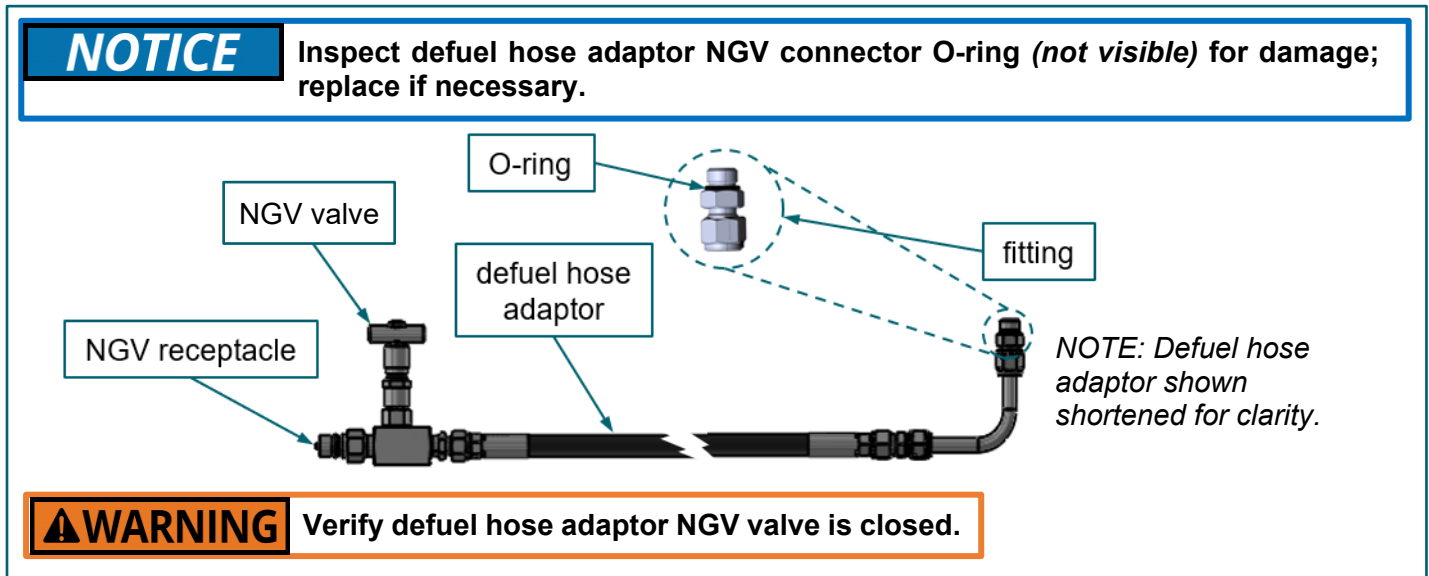 NOTICE
Inspect defuel hose adaptor NGV connector O-ring (not visible) for damage;
replace if necessary.
O-ring
NGV valve
fitting
defuel hose
adaptor
NGV receptacle
NOTE: Defuel hose
adaptor shown
shortened for clarity.
WARNING
Verify defuel hose adaptor NGV valve is closed.